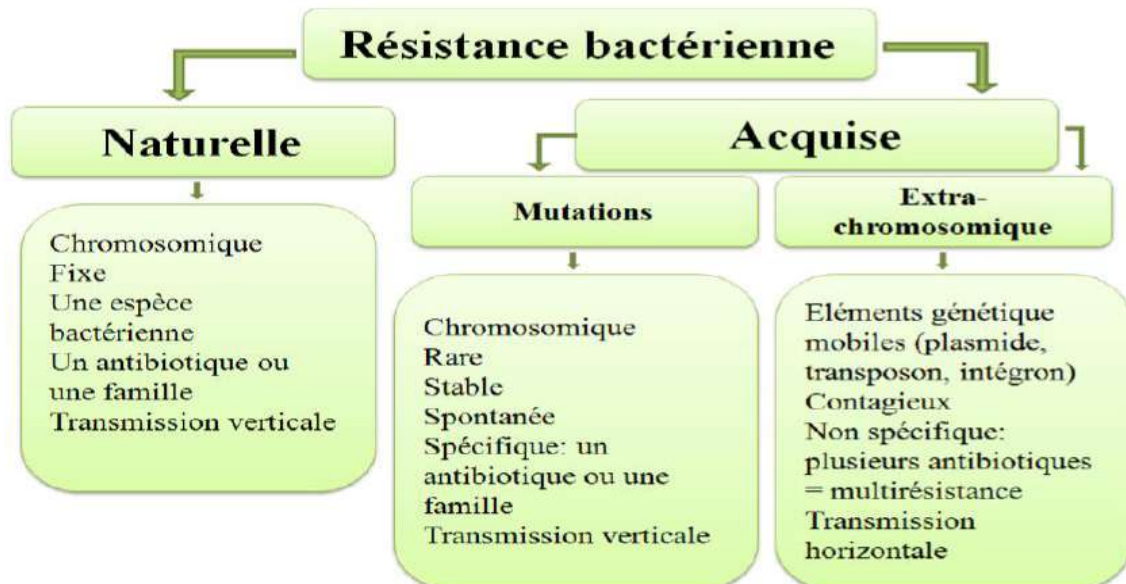 Résistance bactérienne
Naturelle
Chromosomique
Fixe
Une espèce
bactérienne
Un antibiotique ou
une famille
Transmission verticale
Acquise
Mutations
Chromosomique
Rare
Stable
Spontanée
Spécifique: un
antibiotique ou une
famille
Transmission verticale
Extra-
chromosomique
Eléments génétique
mobiles (plasmide,
transposon, intégron)
Contagieux
Non spécifique:
plusieurs antibiotiques
= multirésistance
Transmission
horizontale